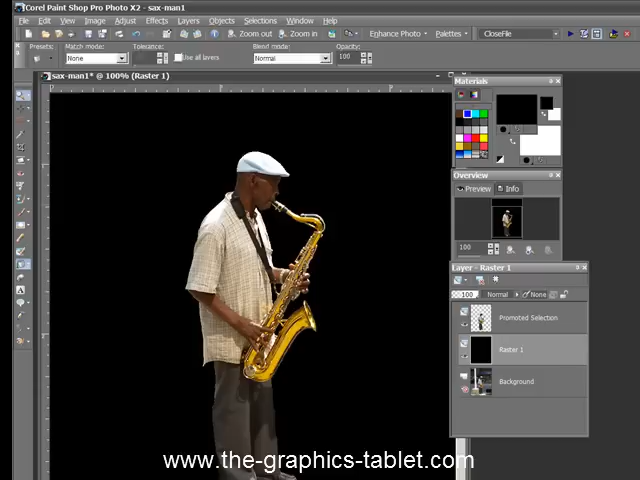 Corel Paint Shop Pro Photo X2 - sax-man1
File Edit View Image Adjust Effects Layers Objects Selections Window Help
Zoom out Zoom in Enhance Photo Palettes CloseFile
Presets: Match mode: Tolerance: Blend mode: Opacity:
None Use all layers Normal 100
sax-man1* @ 100% (Raster 1)
Materials
Overview
Preview Info
100
Layer - Raster 1
100 Normal None
Promoted Selection
Raster 1
Background
www.the-graphics-tablet.com